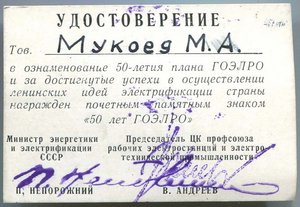 УДОСТОВЕРЕНИЕ
Тов. Мукоед М.А.
в ознаменование 50-летия плана ГОЭЛРО
и за достигнутые успехи в осуществлении
ленинских идей электрификации страны
награжден почетным памятным знаком
«50 ЛЕТ ГОЭЛРО»
Министр энергетики Председатель ЦК профсоюза
и электрификации рабочих электростанций и электро-
СССР технической промышленности
П. НЕПОРОЖНИЙ В. АНДРЕЕВ